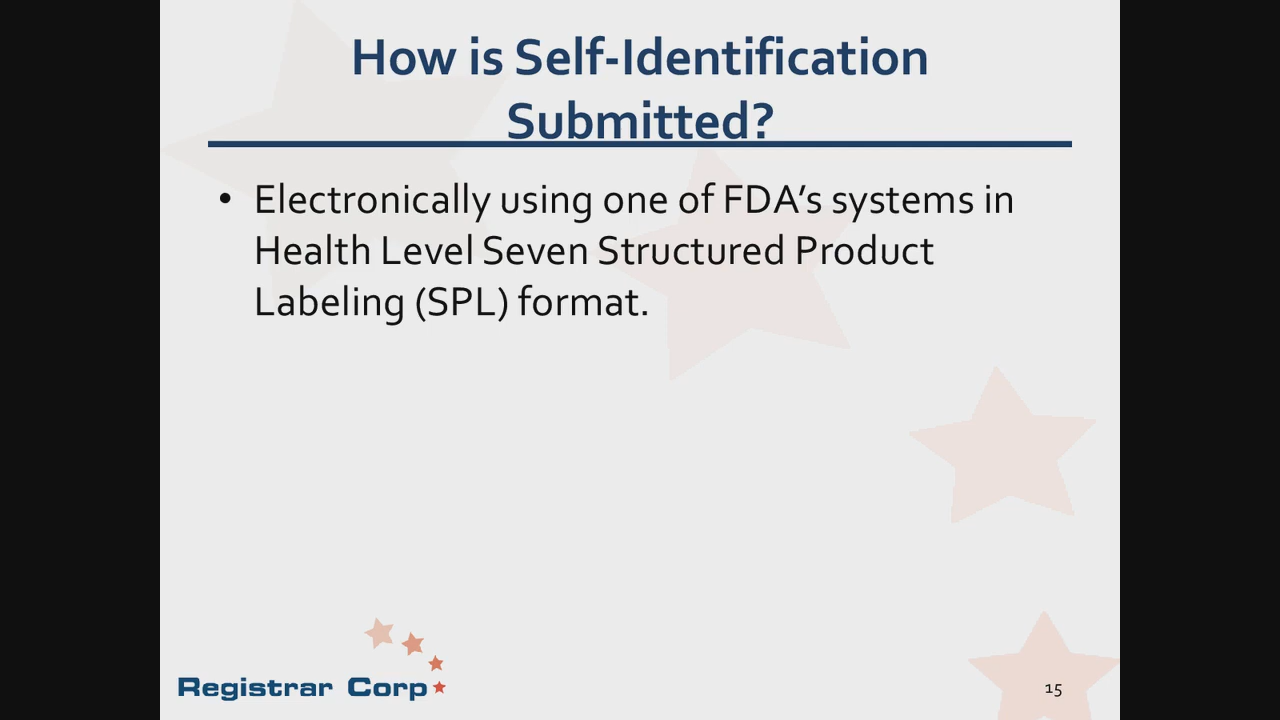 How is Self-Identification
Submitted?
• Electronically using one of FDA’s systems in
Health Level Seven Structured Product
Labeling (SPL) format.
Registrar Corp
15